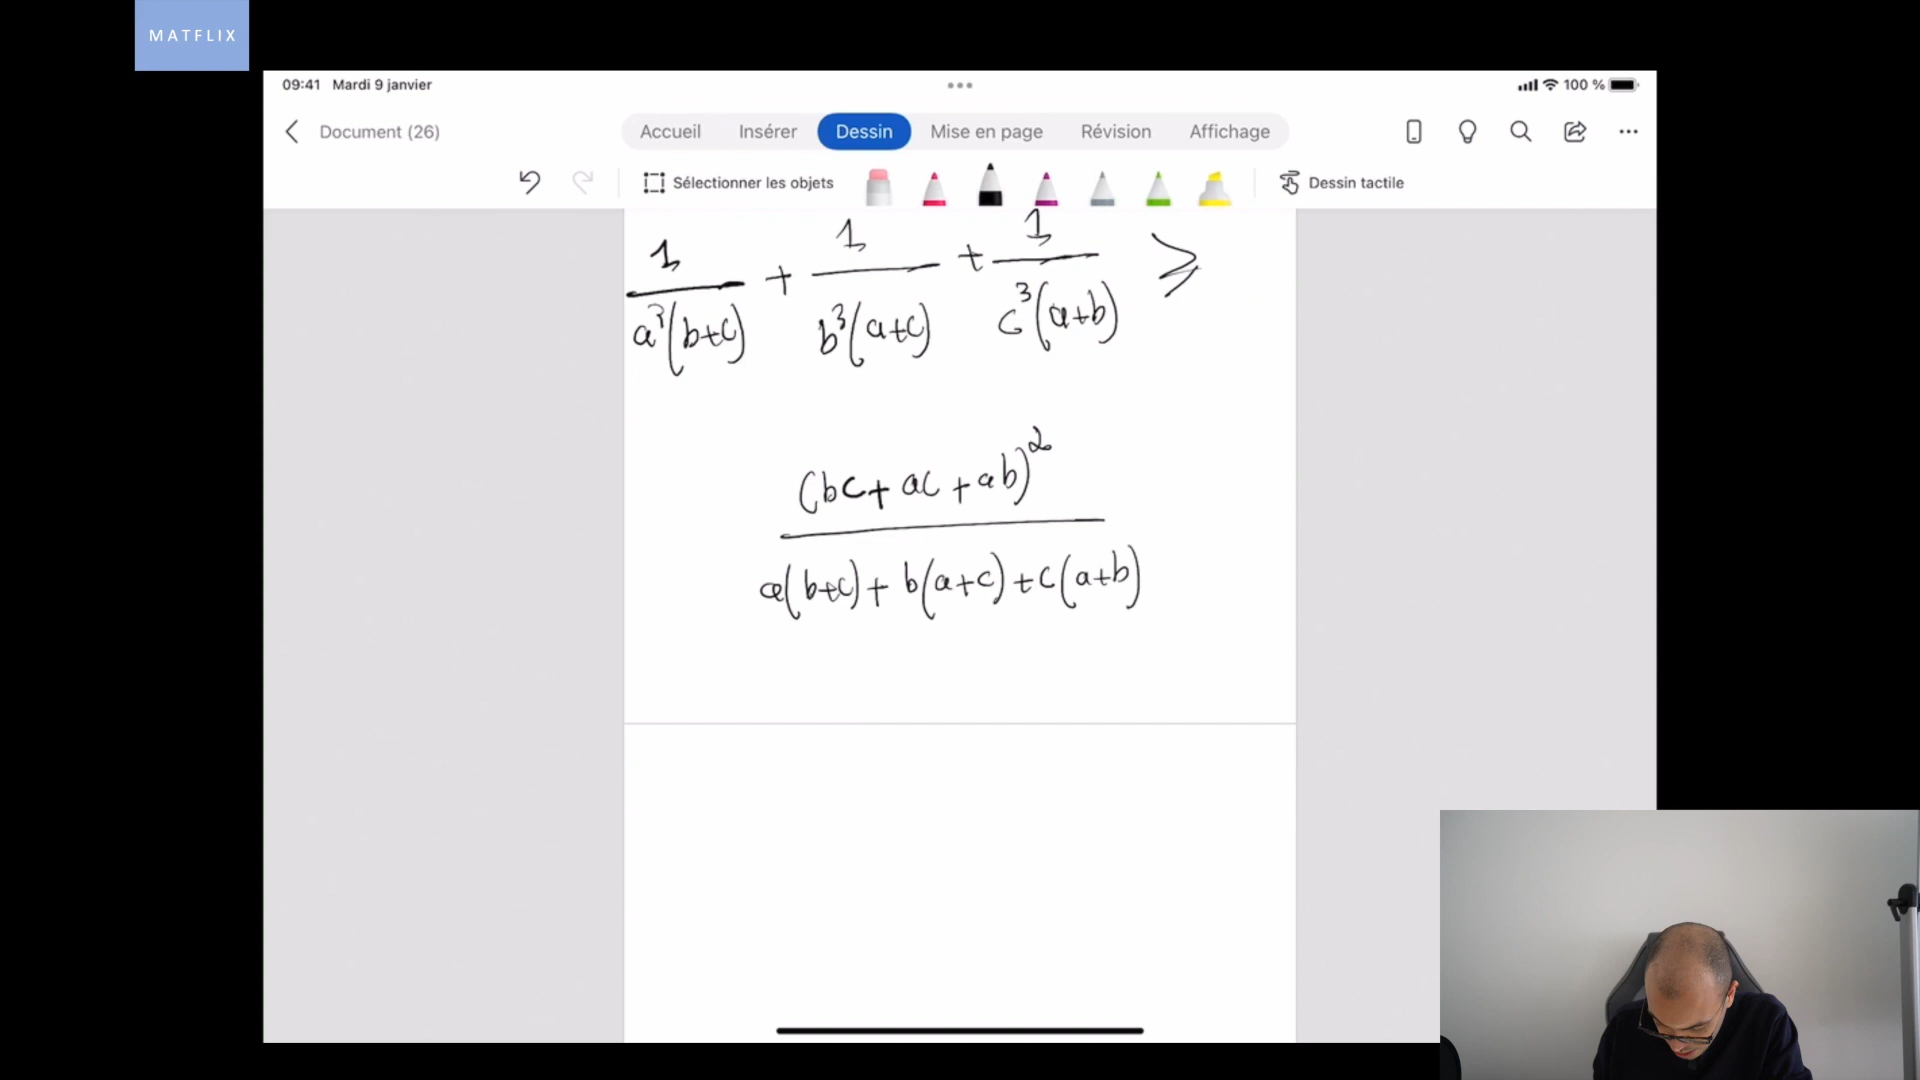 MATFLIX
09:41 Mardi 9 janvier
100 %
Document (26)
Accueil Insérer Dessin Mise en page Révision Affichage
Sélectionner les objets
Dessin tactile
1/(a³(b+c)) + 1/(b³(a+c)) + 1/(c³(a+b)) ⩾
(bc+ac+ab)²
a(b+c)+b(a+c)+c(a+b)